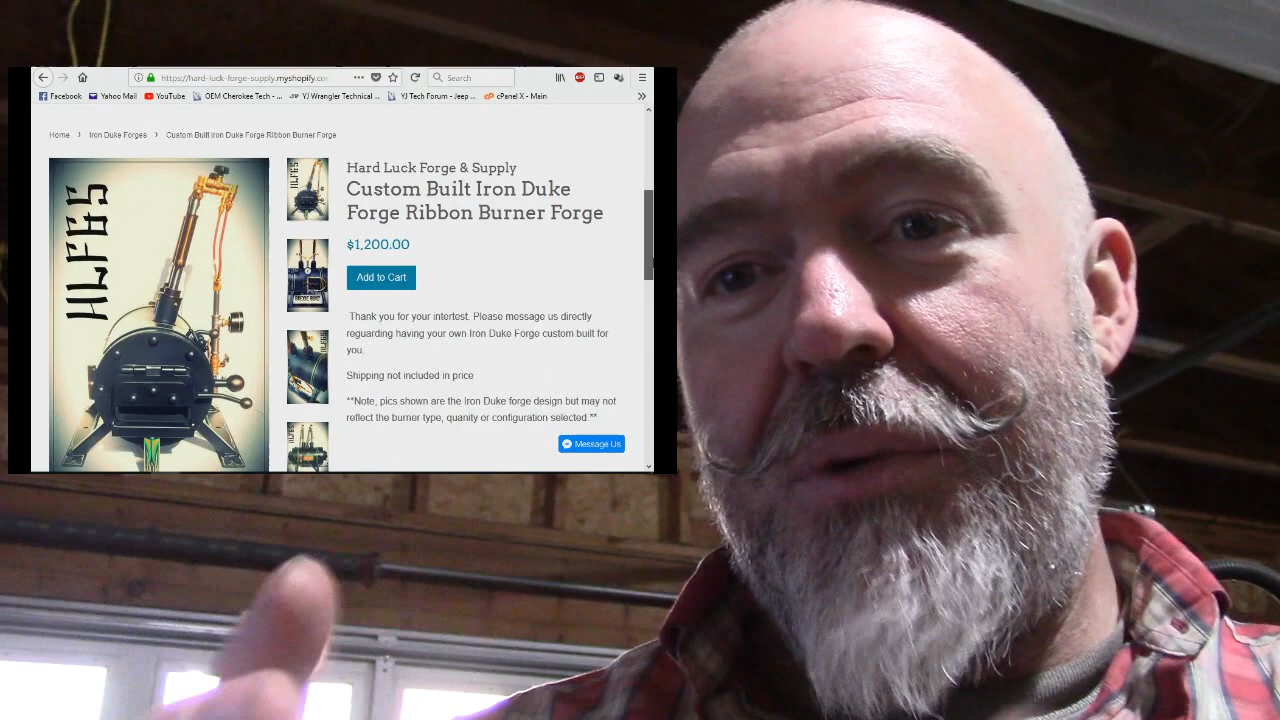 https://hard-luck-forge-supply.myshopify.co
Search
Facebook
Yahoo Mail
YouTube
OEM Cherokee Tech - ...
YJ Wrangler Technical ...
YJ Tech Forum - Jeep ...
cPanel X - Main
Home > Iron Duke Forges > Custom Built Iron Duke Forge Ribbon Burner Forge
HLFGS
Hard Luck Forge & Supply
Custom Built Iron Duke
Forge Ribbon Burner Forge
$1,200.00
Add to Cart
Thank you for your intertest. Please message us directly
reguarding having your own Iron Duke Forge custom built for
you.
Shipping not included in price
**Note, pics shown are the Iron Duke forge design but may not
reflect the burner type, quanity or configuration selected.**
Message Us